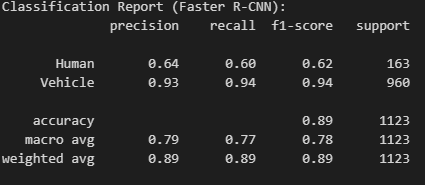 Classification Report (Faster R-CNN):
precision recall f1-score support
Human 0.64 0.60 0.62 163
Vehicle 0.93 0.94 0.94 960
accuracy 0.89 1123
macro avg 0.79 0.77 0.78 1123
weighted avg 0.89 0.89 0.89 1123